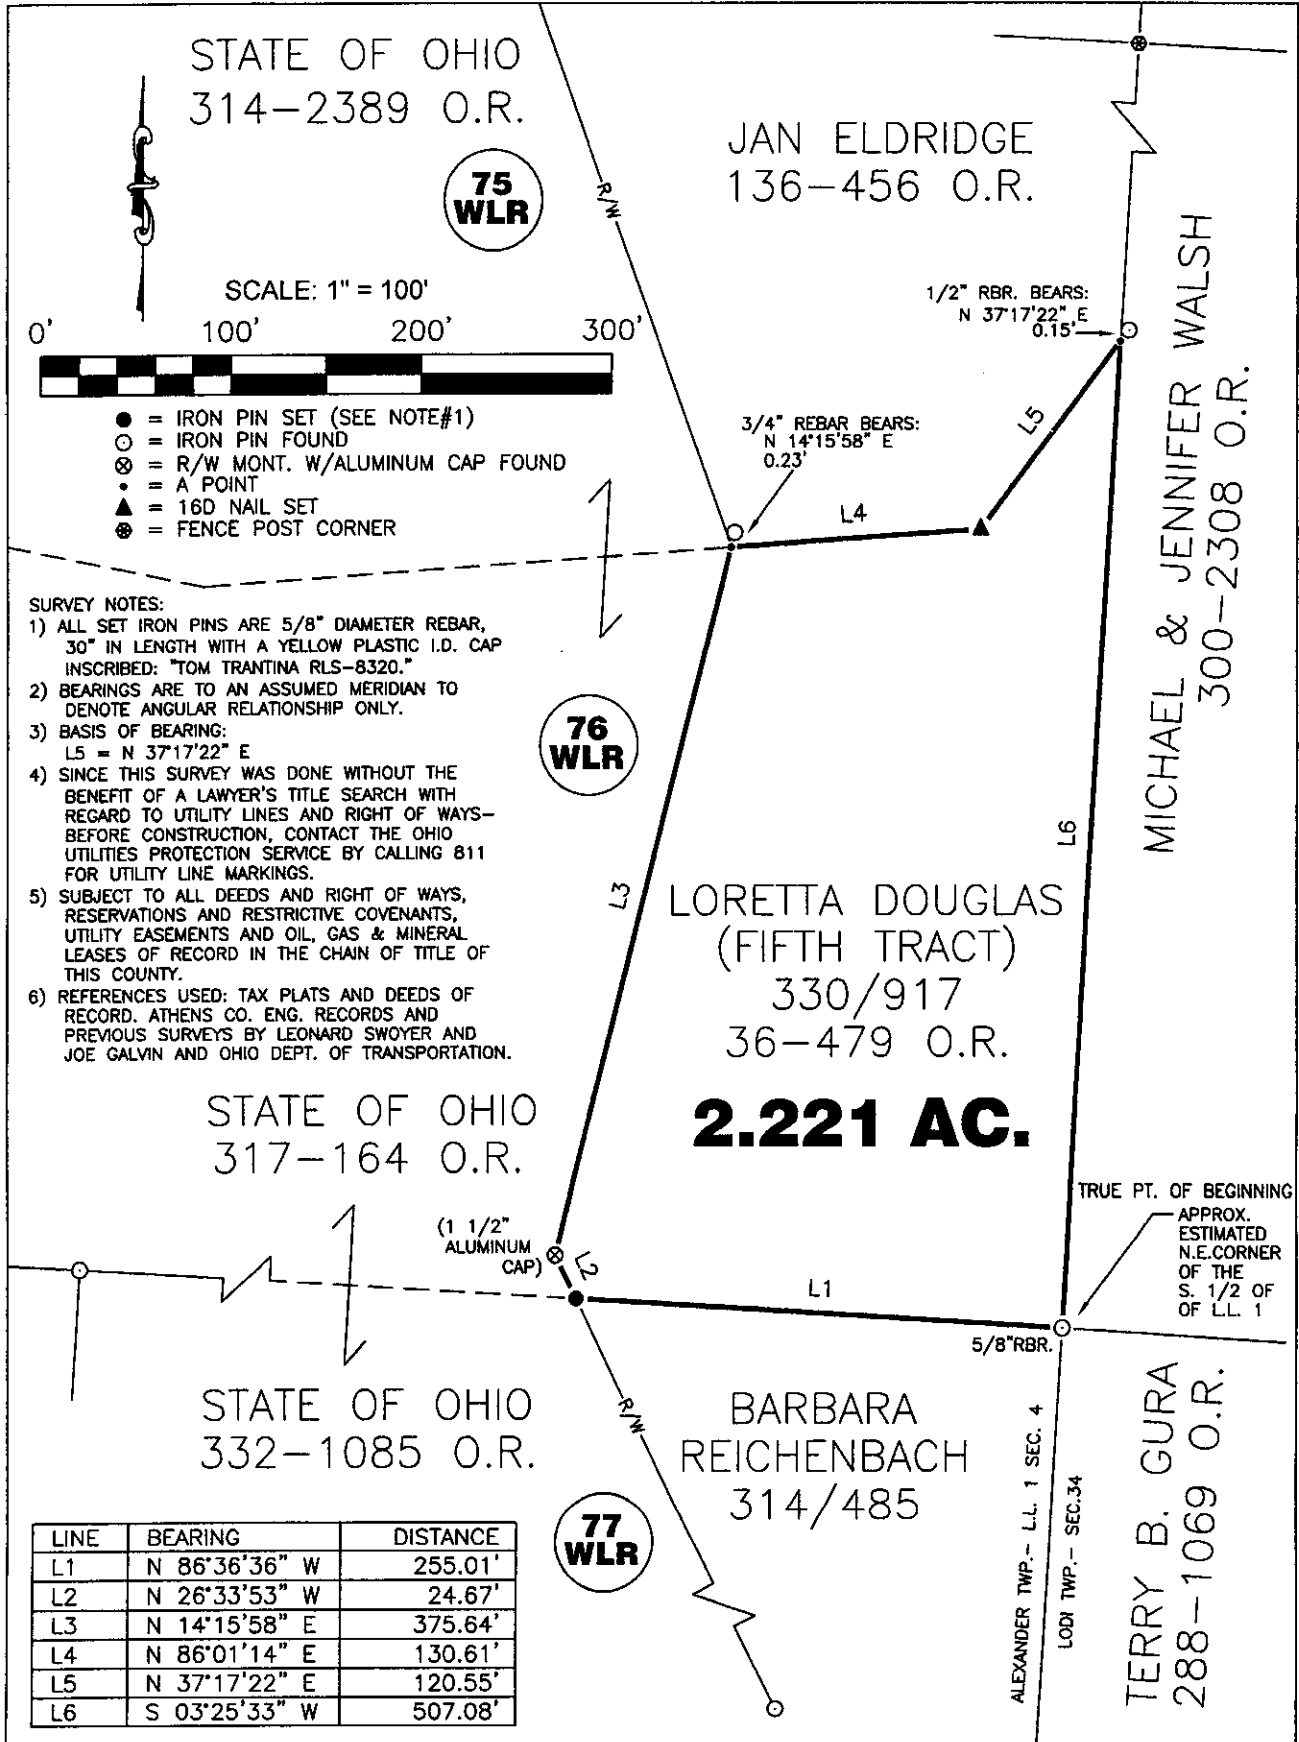 STATE OF OHIO
314-2389 O.R.
75
WLR
R/W
JAN ELDRIDGE
136-456 O.R.
SCALE: 1" = 100'
0' 100' 200' 300'
● = IRON PIN SET (SEE NOTE#1)
○ = IRON PIN FOUND
⊗ = R/W MONT. W/ALUMINUM CAP FOUND
• = A POINT
▲ = 16D NAIL SET
= FENCE POST CORNER
1/2" RBR. BEARS:
N 37°17'22" E
0.15'
3/4" REBAR BEARS:
N 14°15'58" E
0.23'
L4
L5
MICHAEL & JENNIFER WALSH
300-2308 O.R.
SURVEY NOTES:
1) ALL SET IRON PINS ARE 5/8" DIAMETER REBAR,
30" IN LENGTH WITH A YELLOW PLASTIC I.D. CAP
INSCRIBED: "TOM TRANTINA RLS-8320."
2) BEARINGS ARE TO AN ASSUMED MERIDIAN TO
DENOTE ANGULAR RELATIONSHIP ONLY.
3) BASIS OF BEARING:
L5 = N 37°17'22" E
4) SINCE THIS SURVEY WAS DONE WITHOUT THE
BENEFIT OF A LAWYER'S TITLE SEARCH WITH
REGARD TO UTILITY LINES AND RIGHT OF WAYS-
BEFORE CONSTRUCTION, CONTACT THE OHIO
UTILITIES PROTECTION SERVICE BY CALLING 811
FOR UTILITY LINE MARKINGS.
5) SUBJECT TO ALL DEEDS AND RIGHT OF WAYS,
RESERVATIONS AND RESTRICTIVE COVENANTS,
UTILITY EASEMENTS AND OIL, GAS & MINERAL
LEASES OF RECORD IN THE CHAIN OF TITLE OF
THIS COUNTY.
6) REFERENCES USED: TAX PLATS AND DEEDS OF
RECORD. ATHENS CO. ENG. RECORDS AND
PREVIOUS SURVEYS BY LEONARD SWOYER AND
JOE GALVIN AND OHIO DEPT. OF TRANSPORTATION.
76
WLR
L3
L6
LORETTA DOUGLAS
(FIFTH TRACT)
330/917
36-479 O.R.
2.221 AC.
STATE OF OHIO
317-164 O.R.
(1 1/2"
ALUMINUM
CAP)
L2
L1
TRUE PT. OF BEGINNING
APPROX.
ESTIMATED
N.E.CORNER
OF THE
S. 1/2 OF
OF L.L. 1
5/8"RBR.
STATE OF OHIO
332-1085 O.R.
R/W
77
WLR
BARBARA
REICHENBACH
314/485
ALEXANDER TWP.- L.L. 1 SEC. 4
LODI TWP.- SEC.34
TERRY B. GURA
288-1069 O.R.
LINE BEARING DISTANCE
L1 N 86°36'36" W 255.01'
L2 N 26°33'53" W 24.67'
L3 N 14°15'58" E 375.64'
L4 N 86°01'14" E 130.61'
L5 N 37°17'22" E 120.55'
L6 S 03°25'33" W 507.08'